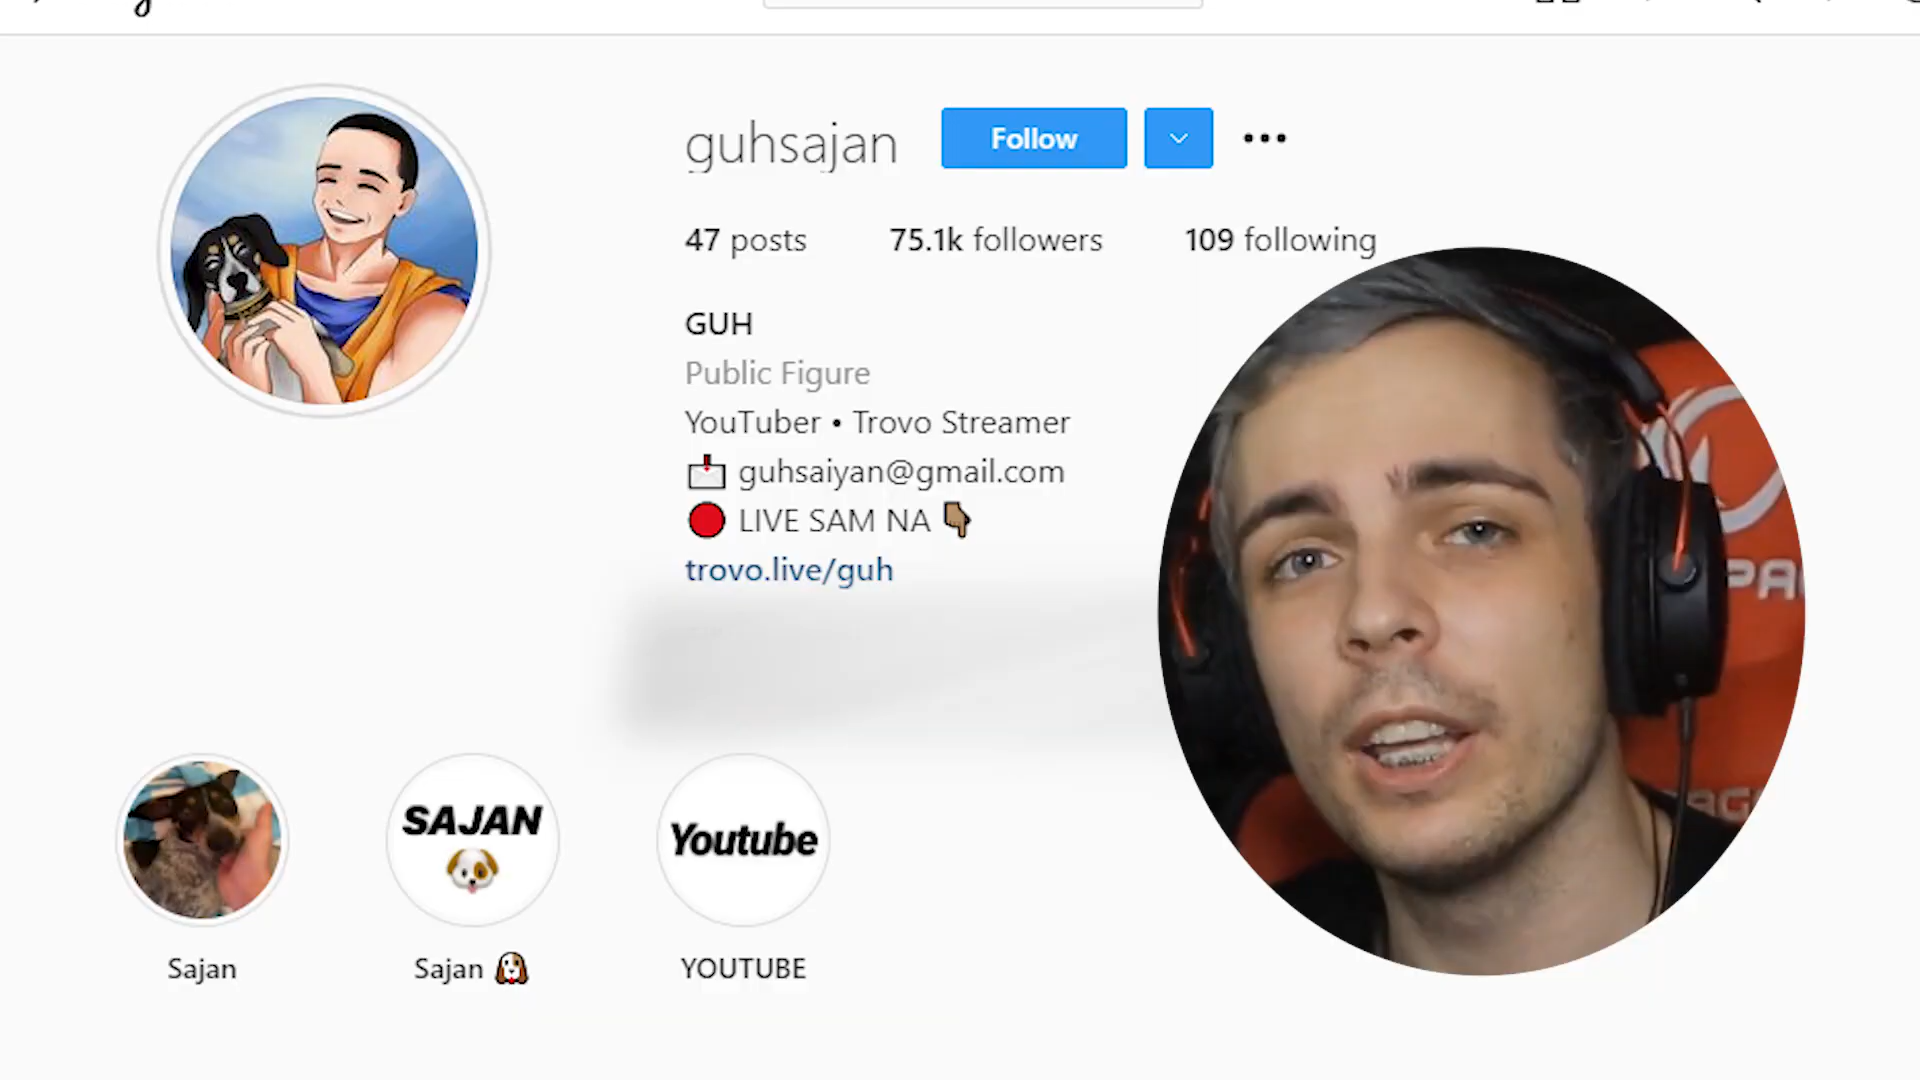 guhsajan Follow
47 posts 75.1k followers 109 following
GUH
Public Figure
YouTuber • Trovo Streamer
guhsaiyan@gmail.com
LIVE SAM NA
trovo.live/guh
SAJAN
Youtube
Sajan
Sajan
YOUTUBE